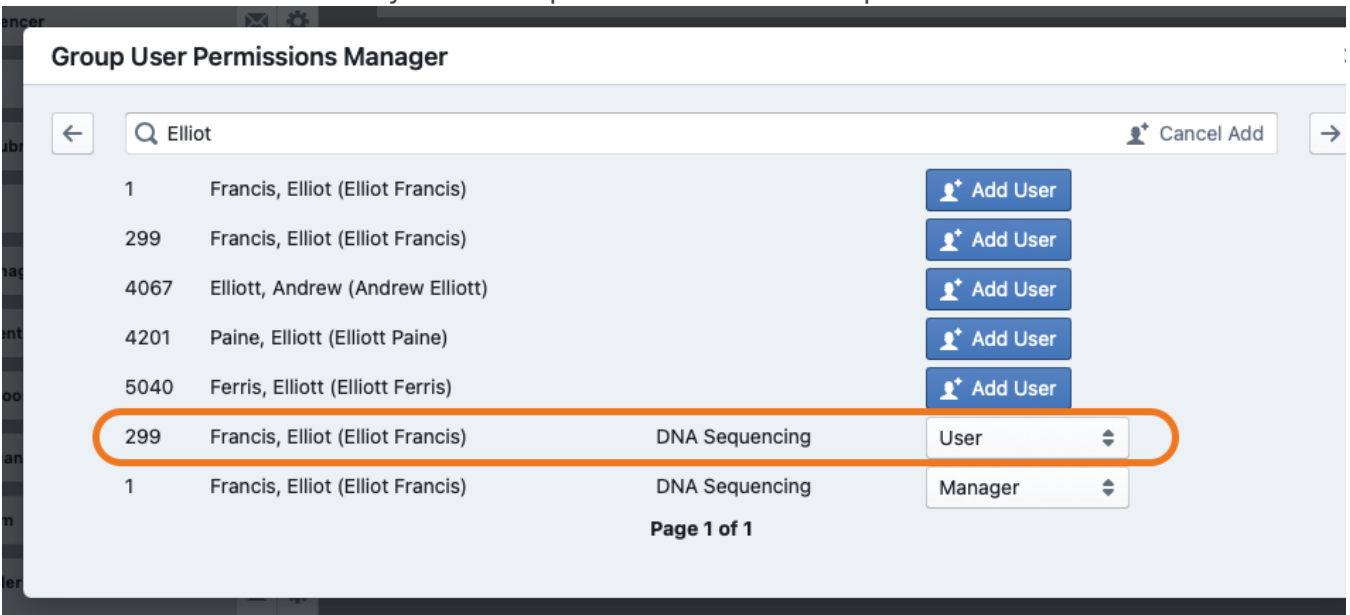 Group User Permissions Manager
Elliot Cancel Add
1 Francis, Elliot (Elliot Francis) Add User
299 Francis, Elliot (Elliot Francis) Add User
4067 Elliott, Andrew (Andrew Elliott) Add User
4201 Paine, Elliott (Elliott Paine) Add User
5040 Ferris, Elliott (Elliott Ferris) Add User
299 Francis, Elliot (Elliot Francis) DNA Sequencing User
1 Francis, Elliot (Elliot Francis) DNA Sequencing Manager
Page 1 of 1